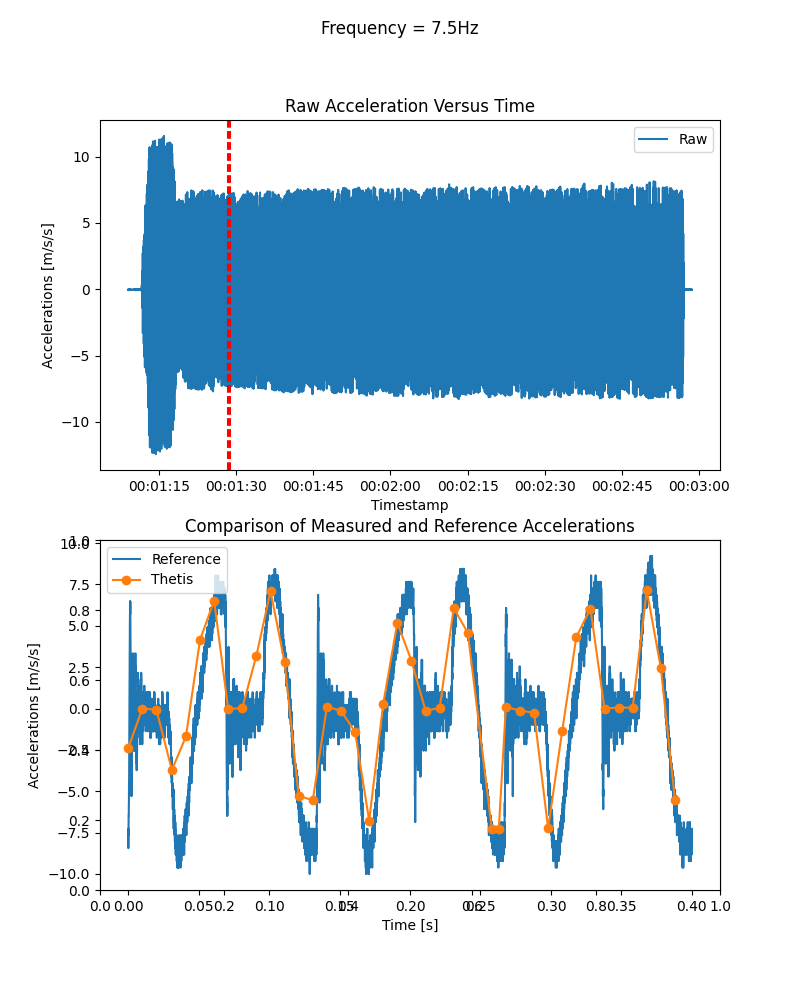 Frequency = 7.5Hz
Raw Acceleration Versus Time
Raw
10
5
0
−5
−10
Accelerations [m/s/s]
00:01:15 00:01:30 00:01:45 00:02:00 00:02:15 00:02:30 00:02:45 00:03:00
Timestamp
Comparison of Measured and Reference Accelerations
Reference
Thetis
1.0
10.0
7.5
0.8
5.0
2.5
0.6
0.0
−2.5
0.4
−5.0
0.2
−7.5
−10.0
0.0
Accelerations [m/s/s]
0.0 0.00 0.05 0.2 0.10 0.15 0.4 0.20 0.6 0.25 0.30 0.8 0.35 0.40 1.0
Time [s]